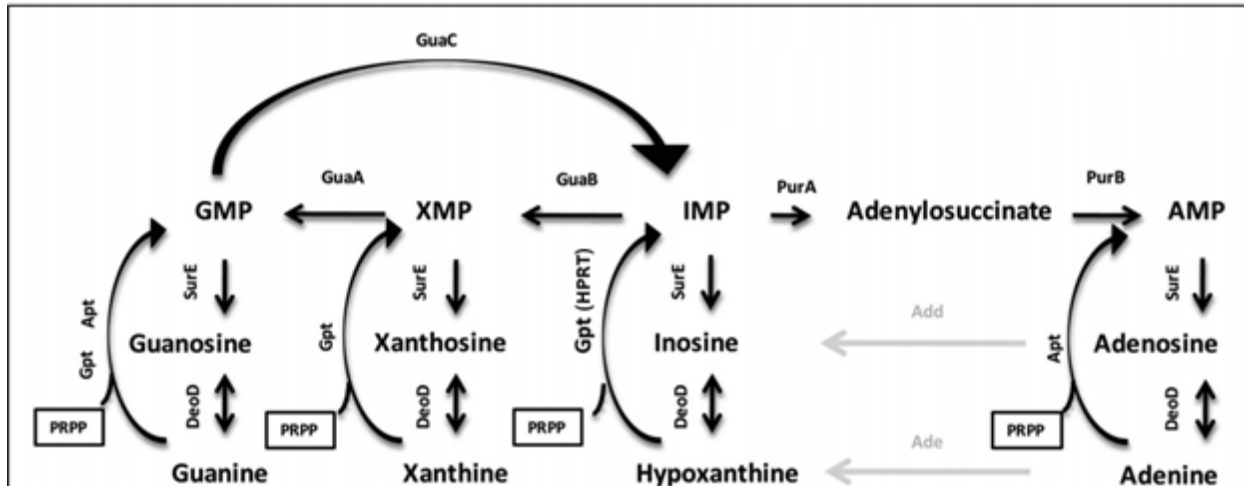 GuaC
GuaA GuaB PurA PurB
GMP XMP IMP Adenylosuccinate AMP
SurE SurE SurE SurE
Apt Gpt Gpt Gpt (HPRT) Apt
Add
Guanosine Xanthosine Inosine Adenosine
DeoD DeoD DeoD DeoD
PRPP PRPP PRPP PRPP
Ade
Guanine Xanthine Hypoxanthine Adenine